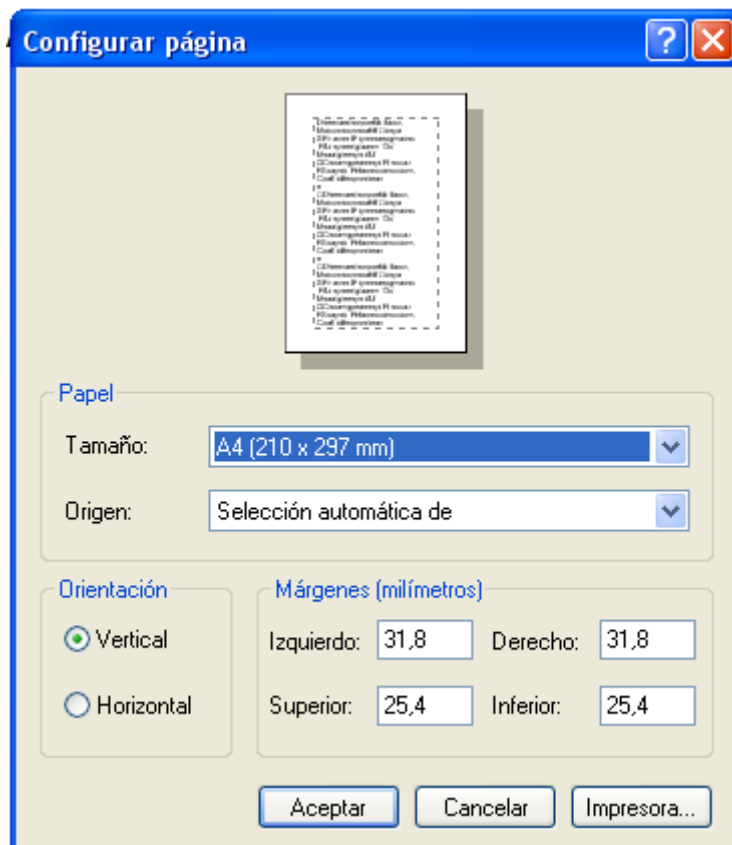 Configurar página
Papel
Tamaño: A4 (210 x 297 mm)
Origen: Selección automática de
Orientación Márgenes (milímetros)
Vertical Izquierdo: 31,8 Derecho: 31,8
Horizontal Superior: 25,4 Inferior: 25,4
Aceptar Cancelar Impresora...